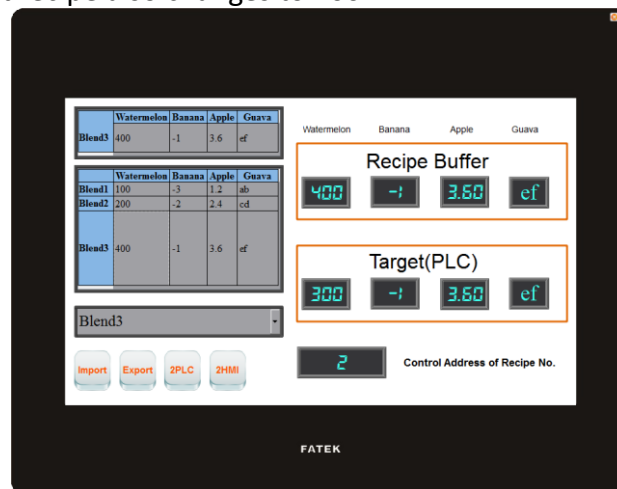 Watermelon Banana Apple Guava
Blend3 400 -1 3.6 ef
Watermelon Banana Apple Guava
Blend1 100 -3 1.2 ab
Blend2 200 -2 2.4 cd
Blend3 400 -1 3.6 ef
Blend3
Import Export 2PLC 2HMI
Watermelon Banana Apple Guava
Recipe Buffer
400 -1 3.60 ef
Target(PLC)
300 -1 3.60 ef
2 Control Address of Recipe No.
FATEK